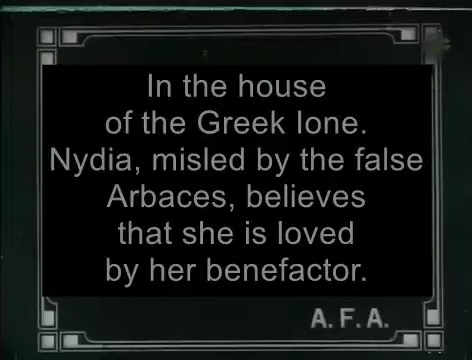 In the house
of the Greek Ione.
Nydia, misled by the false
Arbaces, believes
that she is loved
by her benefactor.
A. F. A.